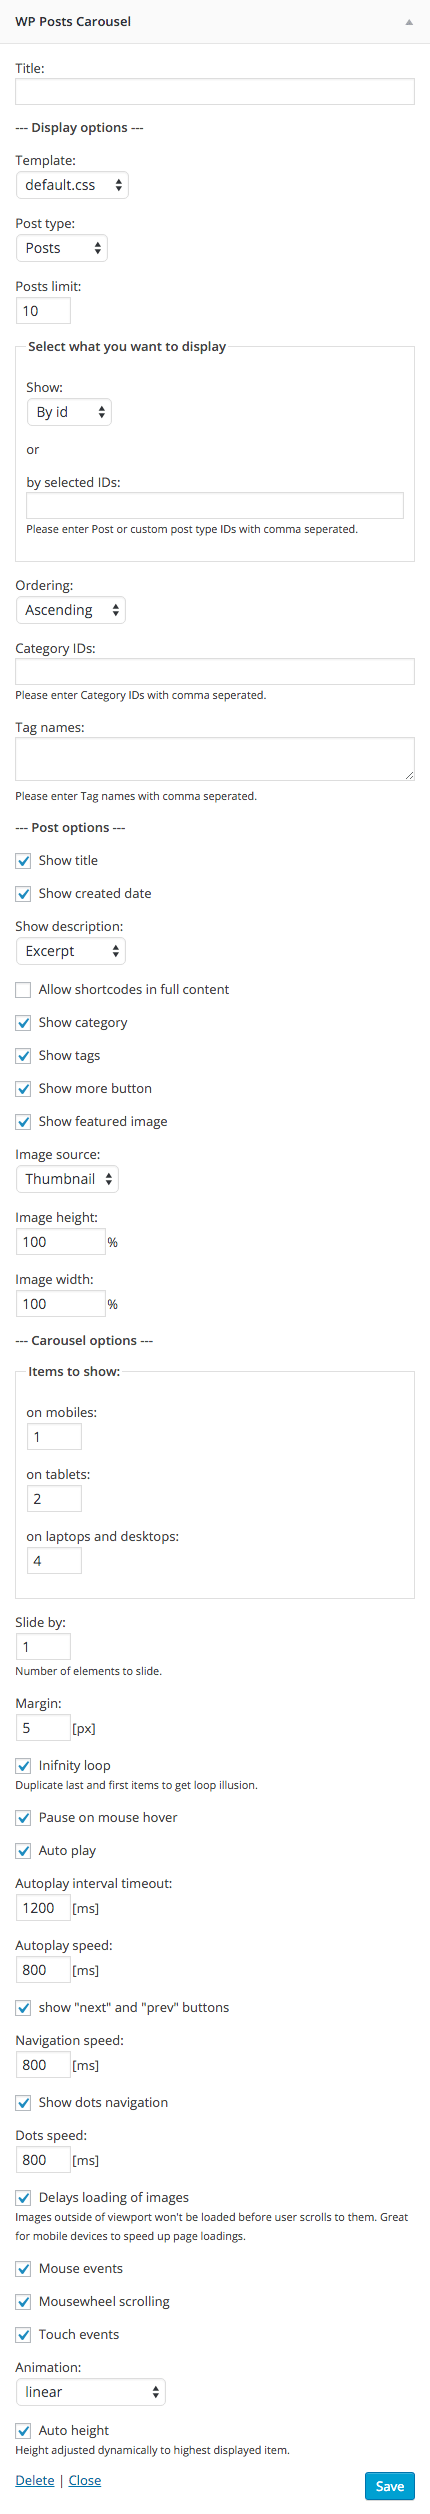 WP Posts Carousel
Title:
--- Display options ---
Template:
default.css
Post type:
Posts
Posts limit:
10
Select what you want to display
Show:
By id
or
by selected IDs:
Please enter Post or custom post type IDs with comma seperated.
Ordering:
Ascending
Category IDs:
Please enter Category IDs with comma seperated.
Tag names:
Please enter Tag names with comma seperated.
--- Post options ---
Show title
Show created date
Show description:
Excerpt
Allow shortcodes in full content
Show category
Show tags
Show more button
Show featured image
Image source:
Thumbnail
Image height:
100 %
Image width:
100 %
--- Carousel options ---
Items to show:
on mobiles:
1
on tablets:
2
on laptops and desktops:
4
Slide by:
1
Number of elements to slide.
Margin:
5 [px]
Inifnity loop
Duplicate last and first items to get loop illusion.
Pause on mouse hover
Auto play
Autoplay interval timeout:
1200 [ms]
Autoplay speed:
800 [ms]
show "next" and "prev" buttons
Navigation speed:
800 [ms]
Show dots navigation
Dots speed:
800 [ms]
Delays loading of images
Images outside of viewport won't be loaded before user scrolls to them. Great
for mobile devices to speed up page loadings.
Mouse events
Mousewheel scrolling
Touch events
Animation:
linear
Auto height
Height adjusted dynamically to highest displayed item.
Delete | Close Save